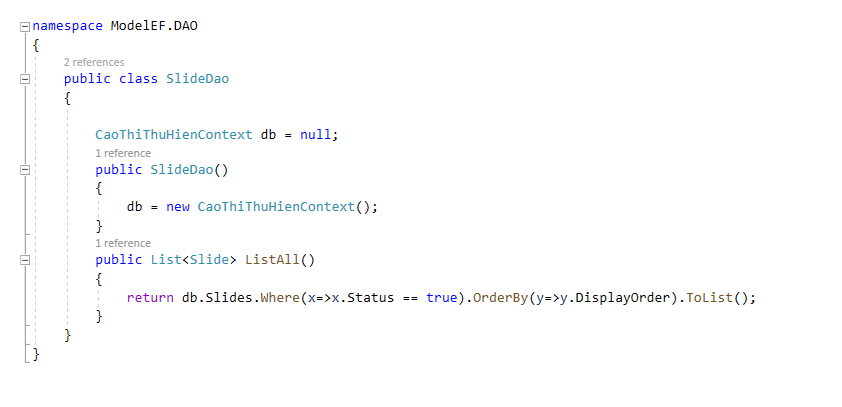 namespace ModelEF.DAO
{
2 references
public class SlideDao
{
CaoThiThuHienContext db = null;
1 reference
public SlideDao()
{
db = new CaoThiThuHienContext();
}
1 reference
public List<Slide> ListAll()
{
return db.Slides.Where(x=>x.Status == true).OrderBy(y=>y.DisplayOrder).ToList();
}
}
}